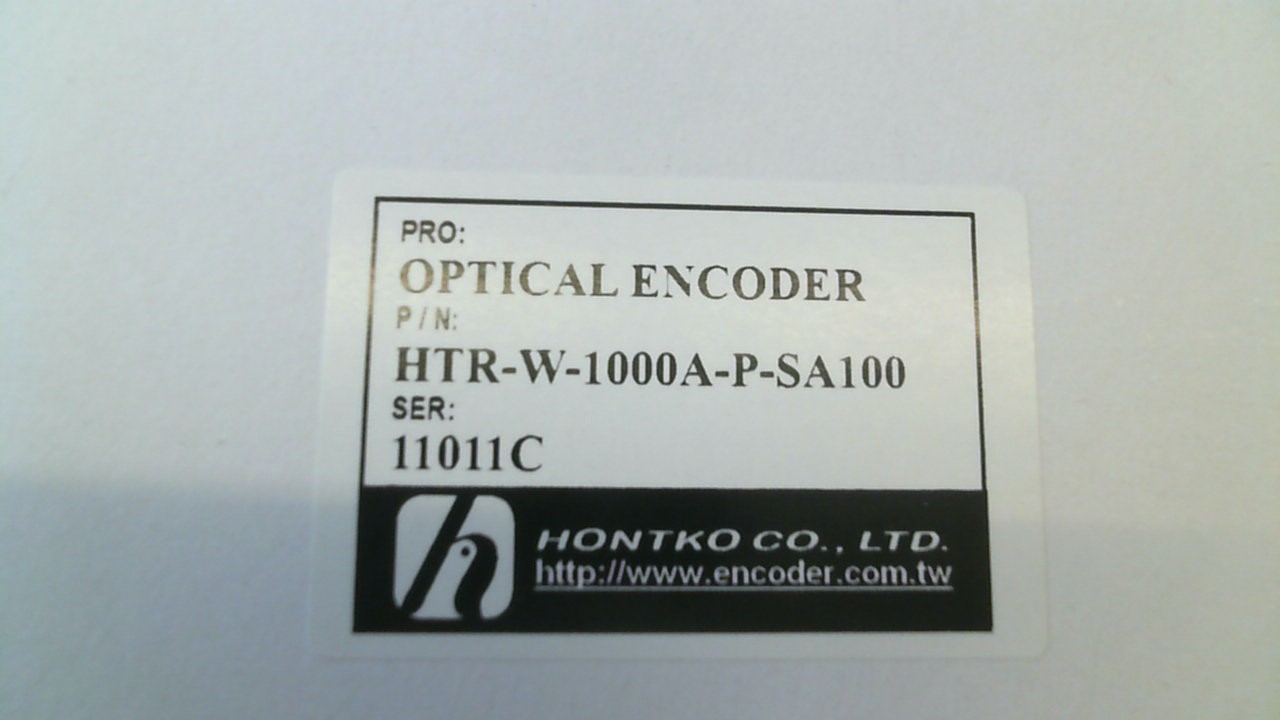 PRO:
OPTICAL ENCODER
P/N:
HTR-W-1000A-P-SA100
SER:
11011C
h
HONTKO CO., LTD.
http://www.encoder.com.tw